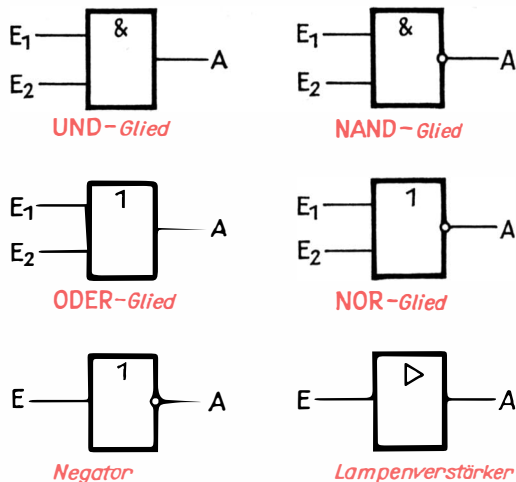 E1 & A
E2
UND-Glied
E1 & A
E2
NAND-Glied
E1 1 A
E2
ODER-Glied
E1 1 A
E2
NOR-Glied
E 1 A
Negator
E ▷ A
Lampenverstärker